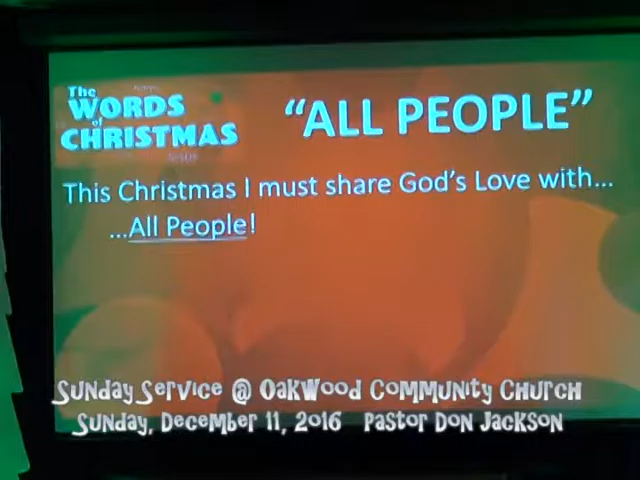 The
WORDS
of
CHRISTMAS
"ALL PEOPLE"
This Christmas I must share God's Love with...
...All People!
Sunday Service @ Oakwood Community Church
Sunday, December 11, 2016 Pastor Don Jackson